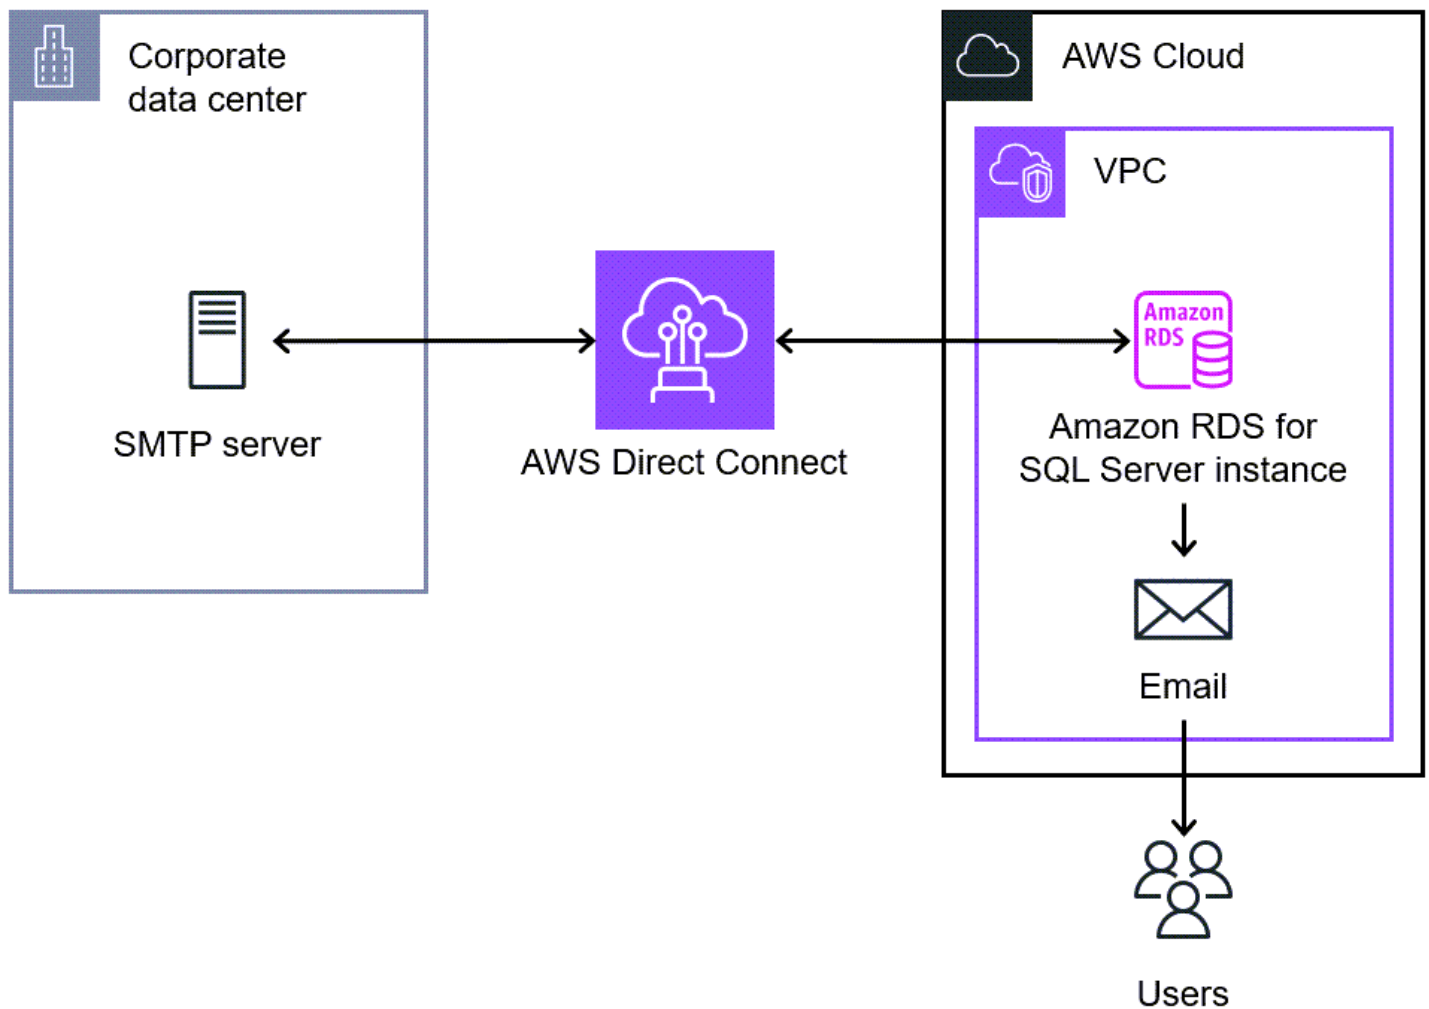 Corporate
data center
SMTP server
AWS Direct Connect
AWS Cloud
VPC
Amazon
RDS
Amazon RDS for
SQL Server instance
Email
Users